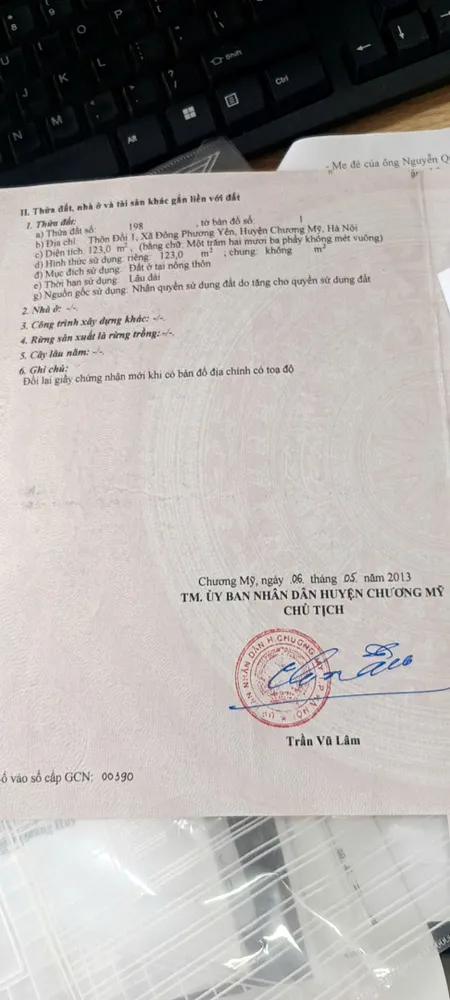 Shift
Ctrl
AR
U
J
K
L
N
M
- Mẹ đẻ của ông Nguyễn
II. Thửa đất, nhà ở và tài sản khác gắn liền với đất
1. Thửa đất:
a) Thửa đất số: 198 , tờ bản đồ số: 1
b) Địa chỉ Thôn Đồi 1, Xã Đông Phương Yên, Huyện Chương Mỹ, Hà Nội
c) Diện tích: 123,0 m², (bằng chữ: Một trăm hai mươi ba phẩy không mét vuông)
d) Hình thức sử dụng: riêng: 123,0 m², chung: không m²
đ) Mục đích sử dụng: Đất ở tại nông thôn
e) Thời hạn sử dụng: Lâu dài
g) Nguồn gốc sử dụng: Nhận quyền sử dụng đất do tặng cho quyền sử dụng đất
2. Nhà ở: -/-.
3. Công trình xây dựng khác: -/-.
4. Rừng sản xuất là rừng trồng: -/-.
5. Cây lâu năm: -/-.
6. Ghi chú:
Đổi lại giấy chứng nhận mới khi có bản đồ địa chính có toạ độ
Chương Mỹ, ngày 06 tháng 05 năm 2013
TM. ỦY BAN NHÂN DÂN HUYỆN CHƯƠNG MỸ
CHỦ TỊCH
BAN NHÂN DÂN H.CHƯƠNG MỸ
Trần Vũ Lâm
vào sổ cấp GCN: 00390